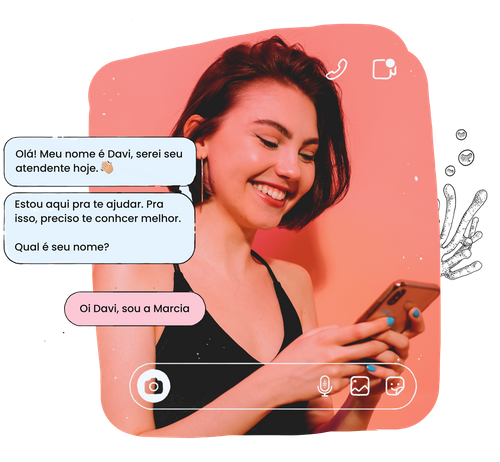 Olá! Meu nome é Davi, serei seu
atendente hoje. 👋🏼
Estou aqui pra te ajudar. Pra
isso, preciso te conhcer melhor.
Qual é seu nome?
Oi Davi, sou a Marcia